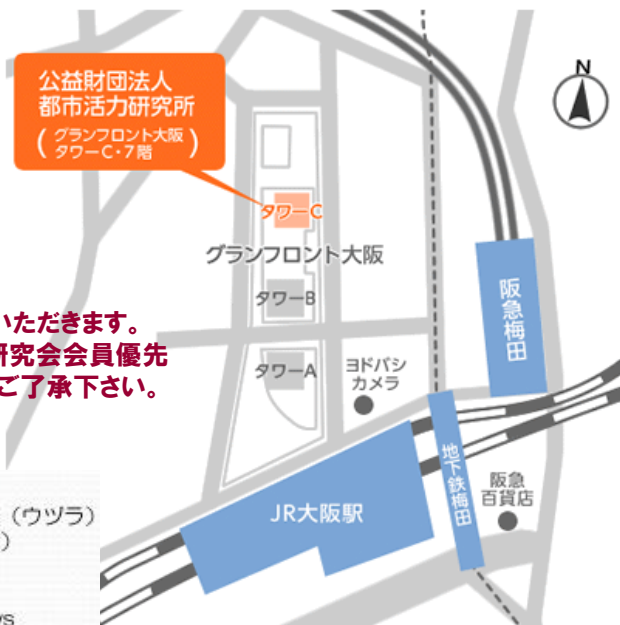 公益財団法人
都市活力研究所
(グランフロント大阪
タワーC・7階)
N
タワーC
グランフロント大阪
タワーB
タワーA
ヨドバシ
カメラ
阪急梅田
地下鉄梅田
阪急
百貨店
JR大阪駅
いただきます。
研究会会員優先
ご了承下さい。
(ウヅラ)
)
ws